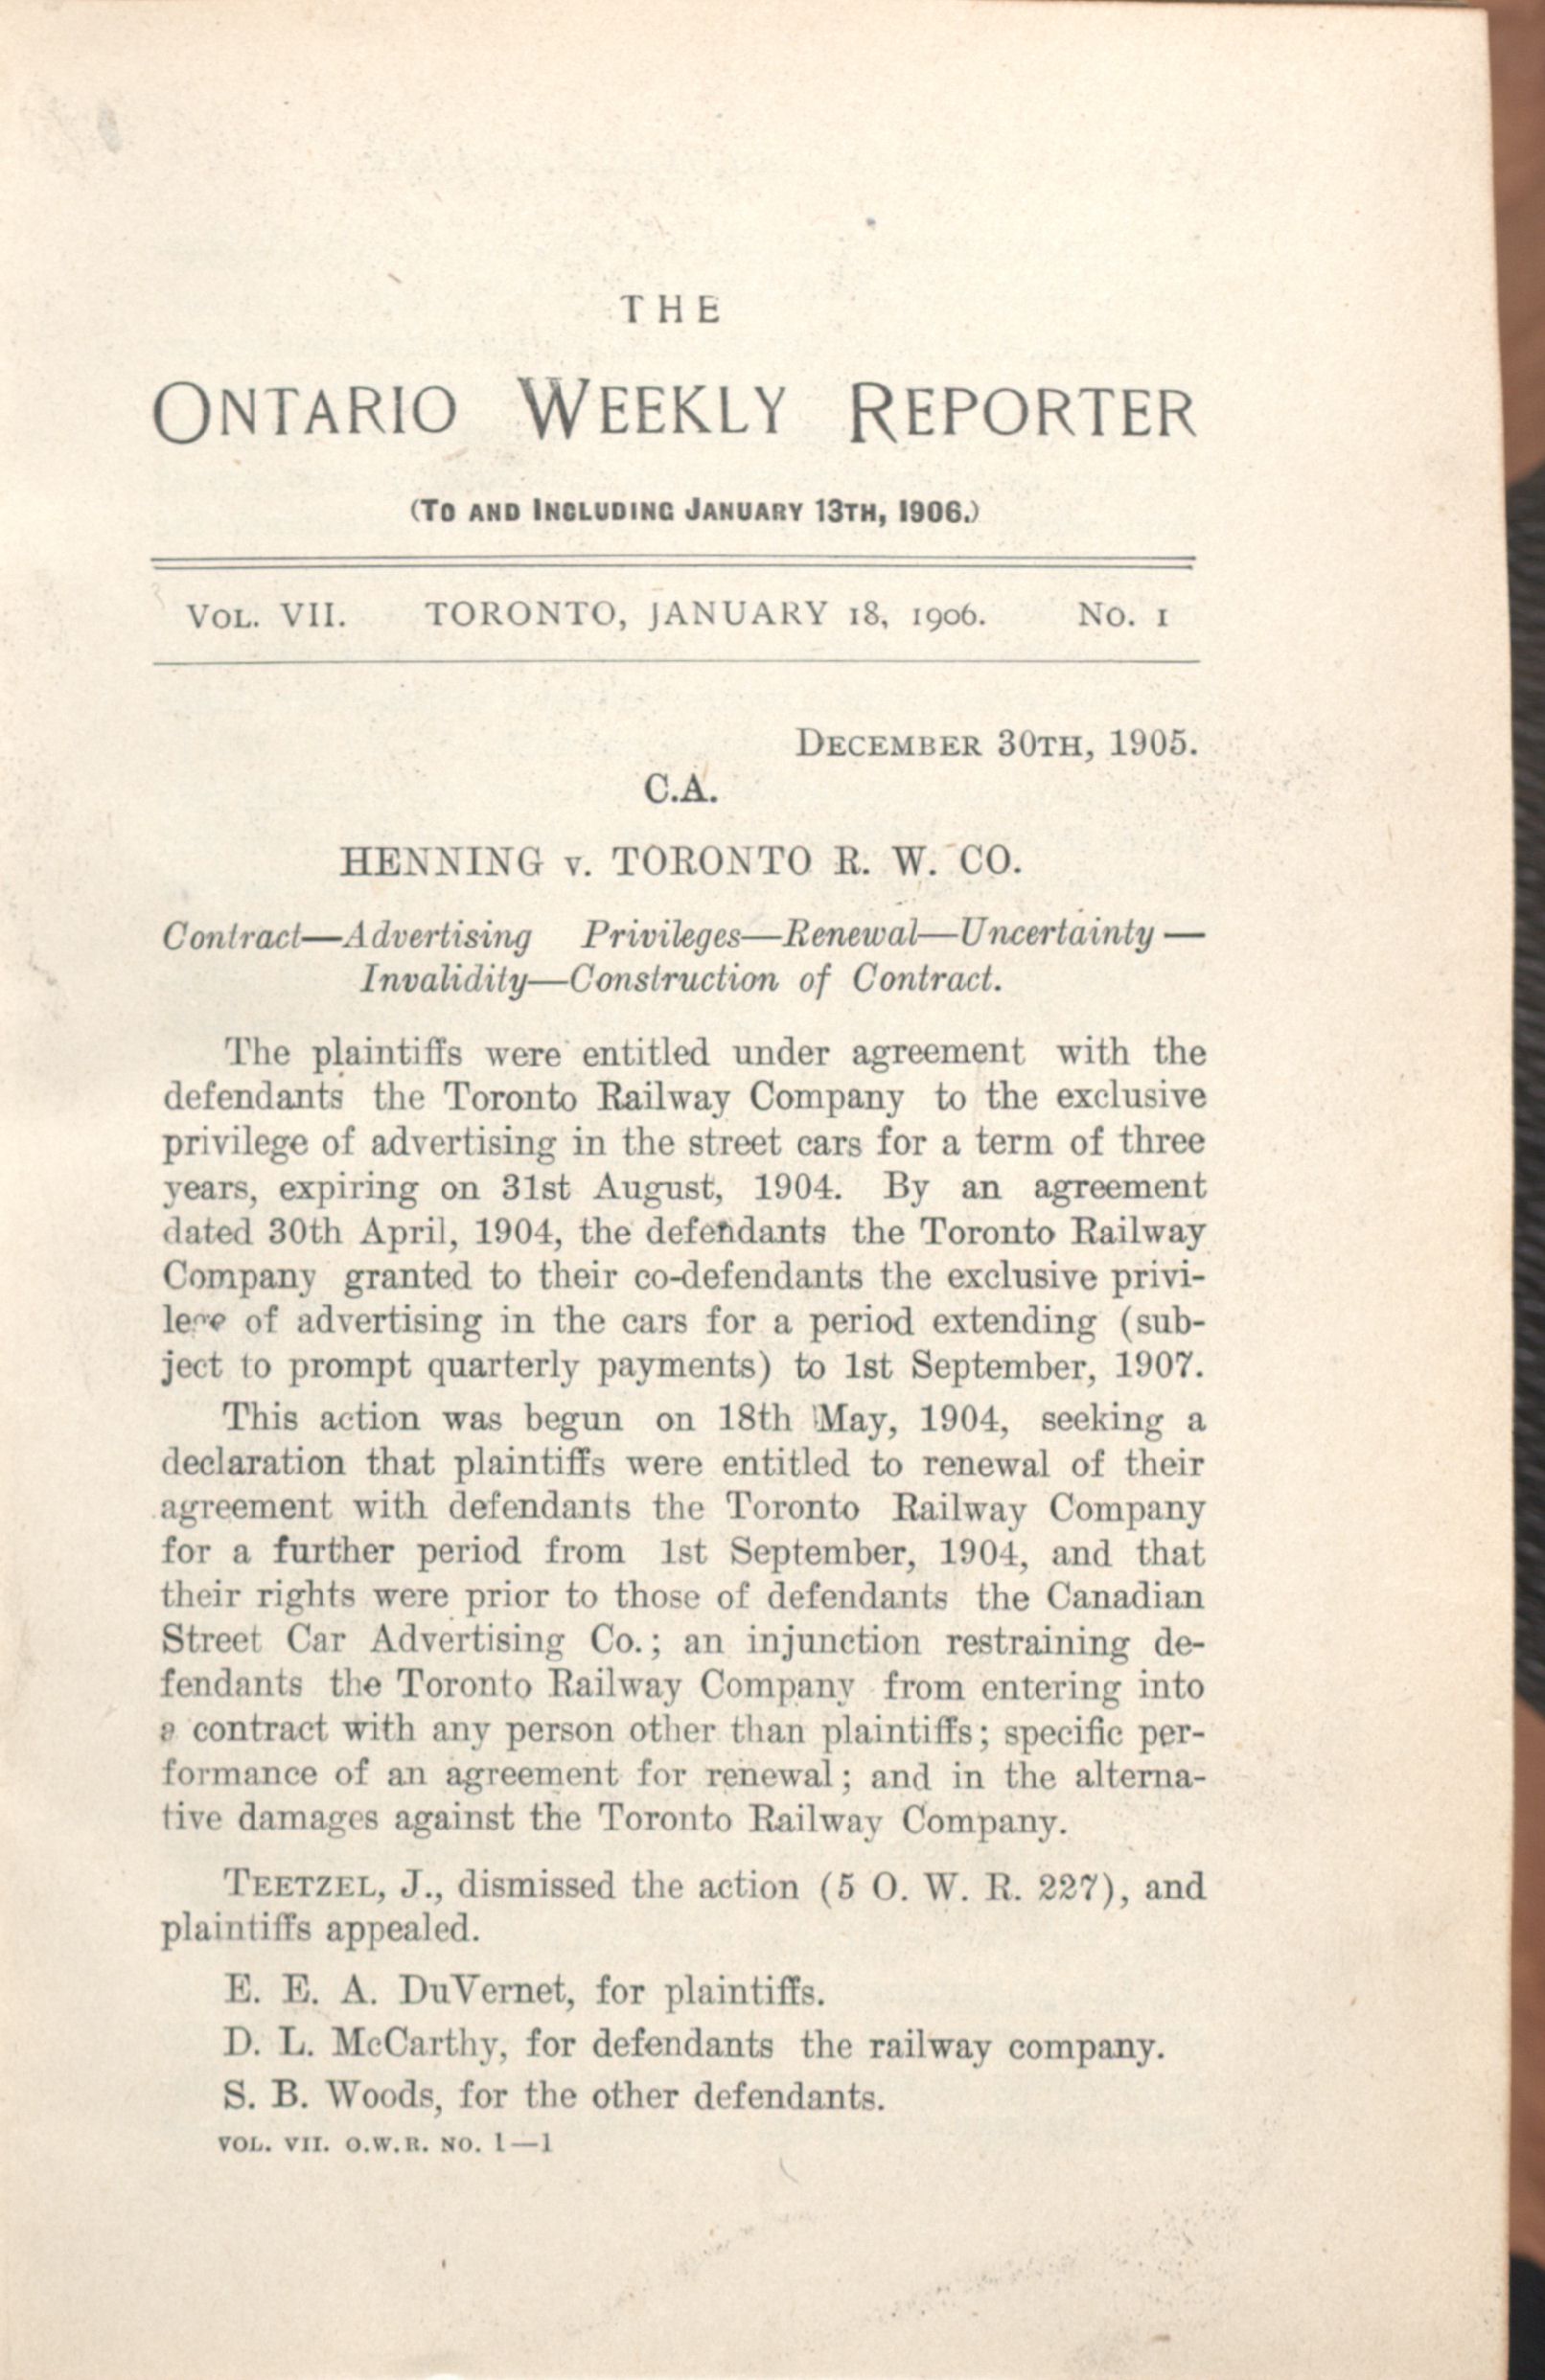 THE
ONTARIO WEEKLY REPORTER
(TO AND INCLUDING JANUARY 13TH, 1906.)
VOL. VII. TORONTO, JANUARY 18, 1906. NO. 1
DECEMBER 30TH, 1905.
C.A.
HENNING v. TORONTO R. W. CO.
Contract—Advertising Privileges—Renewal—Uncertainty—
Invalidity—Construction of Contract.
The plaintiffs were entitled under agreement with the
defendants the Toronto Railway Company to the exclusive
privilege of advertising in the street cars for a term of three
years, expiring on 31st August, 1904. By an agreement
dated 30th April, 1904, the defendants the Toronto Railway
Company granted to their co-defendants the exclusive privi-
lege of advertising in the cars for a period extending (sub-
ject to prompt quarterly payments) to 1st September, 1907.
This action was begun on 18th May, 1904, seeking a
declaration that plaintiffs were entitled to renewal of their
agreement with defendants the Toronto Railway Company
for a further period from 1st September, 1904, and that
their rights were prior to those of defendants the Canadian
Street Car Advertising Co.; an injunction restraining de-
fendants the Toronto Railway Company from entering into
a contract with any person other than plaintiffs; specific per-
formance of an agreement for renewal; and in the alterna-
tive damages against the Toronto Railway Company.
TEETZEL, J., dismissed the action (5 O. W. R. 227), and
plaintiffs appealed.
E. E. A. DuVernet, for plaintiffs.
D. L. McCarthy, for defendants the railway company.
S. B. Woods, for the other defendants.
VOL. VII. O.W.R. NO. 1—1